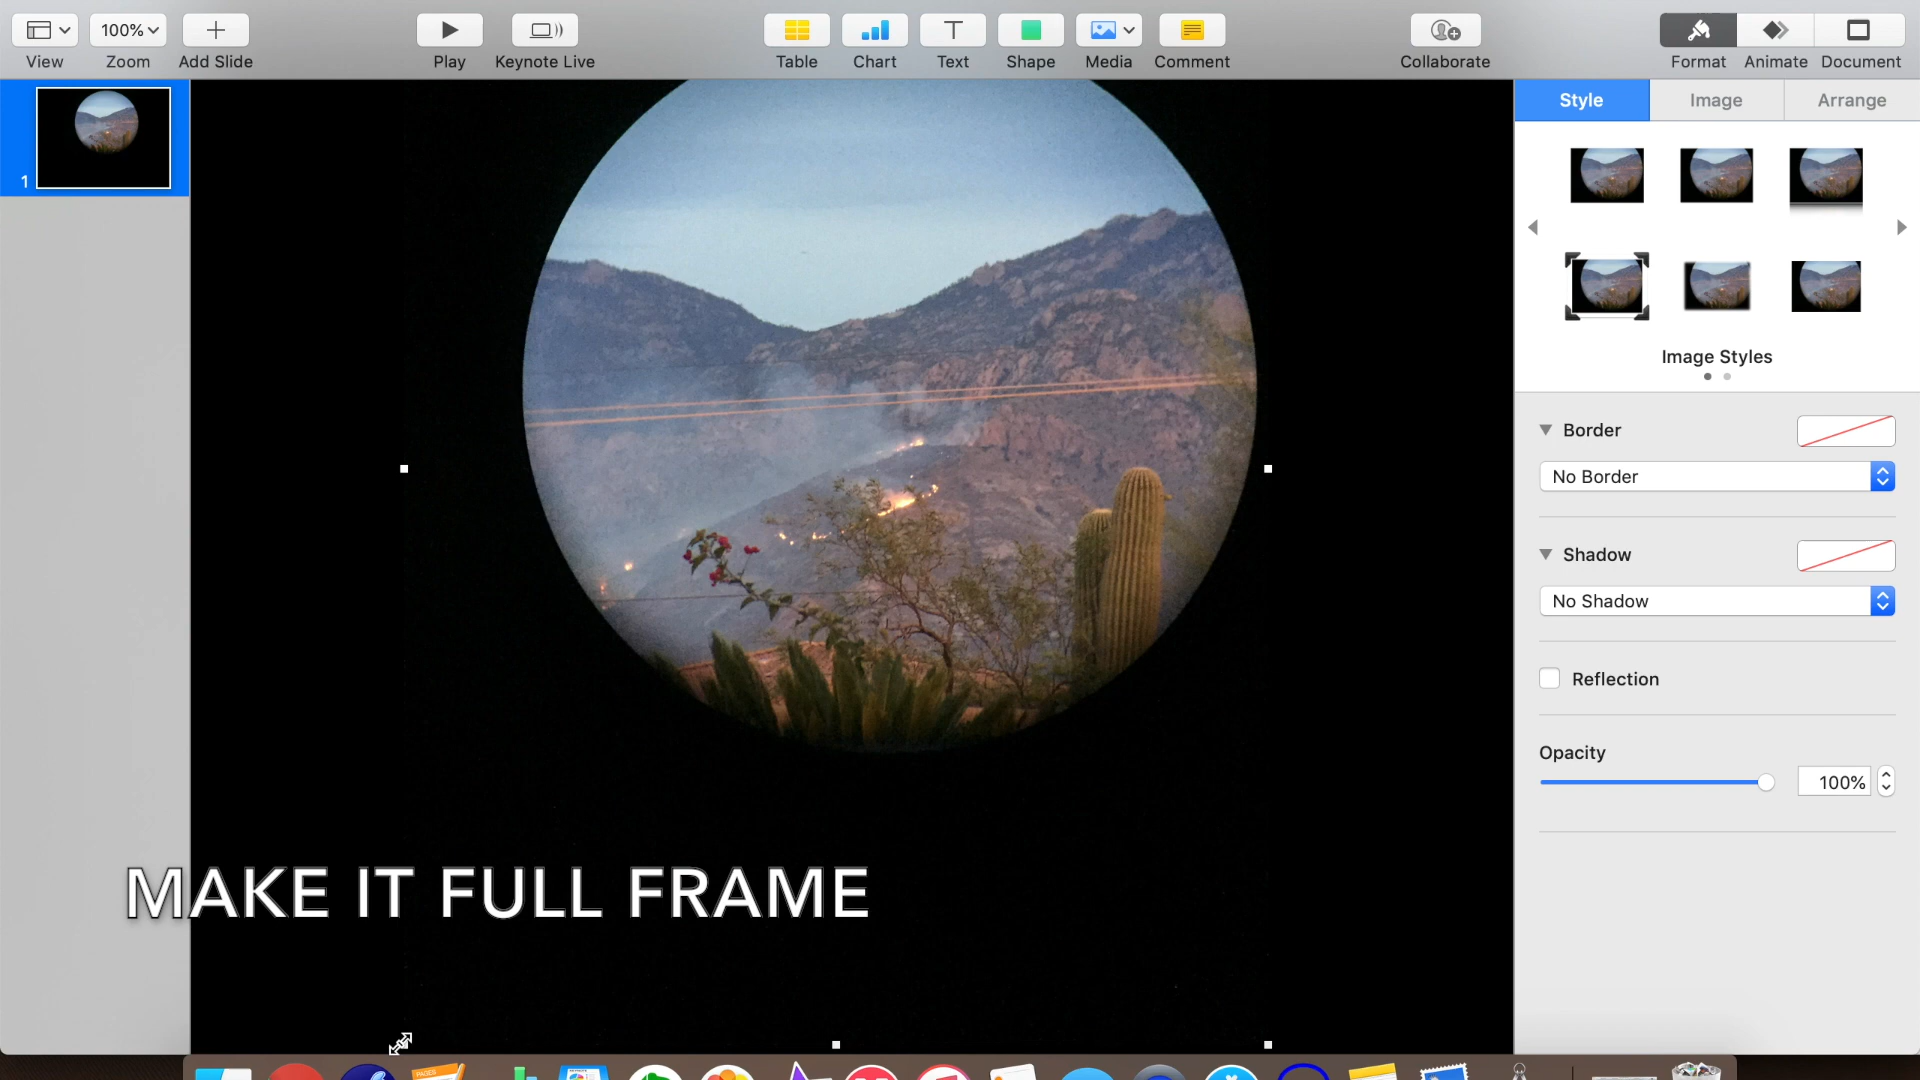 100%
View
Zoom
Add Slide
Play
Keynote Live
Table
Chart
Text
Shape
Media
Comment
Collaborate
Format
Animate
Document
1
Style
Image
Arrange
Image Styles
Border
No Border
Shadow
No Shadow
Reflection
Opacity
100%
MAKE IT FULL FRAME
PAGES